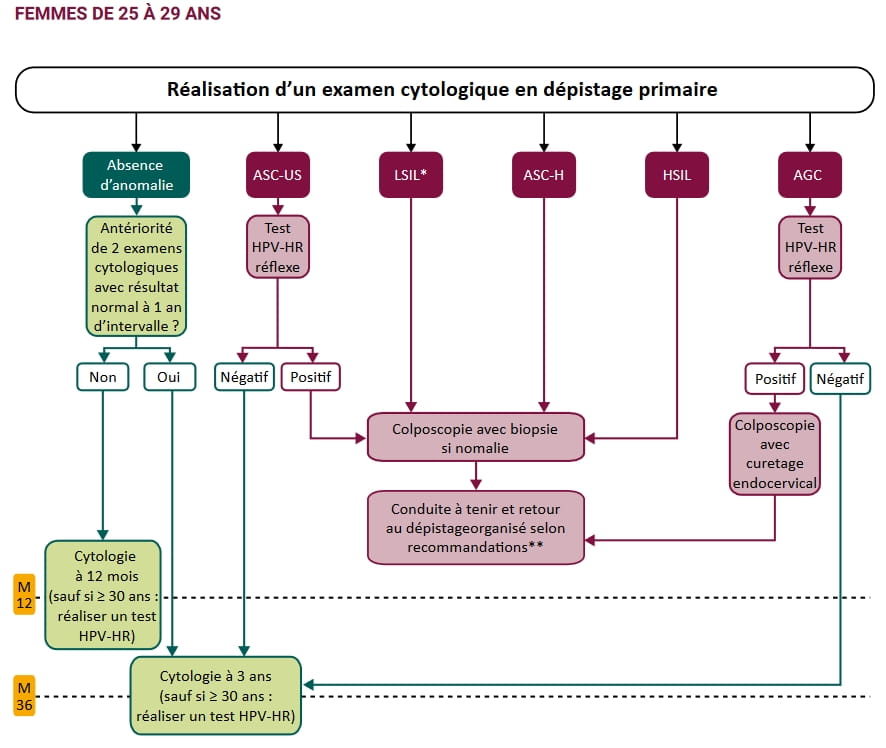 FEMMES DE 25 À 29 ANS
Réalisation d’un examen cytologique en dépistage primaire
Absence
d’anomalie
ASC-US
LSIL*
ASC-H
HSIL
AGC
Antériorité
de 2 examens
cytologiques
avec résultat
normal à 1 an
d’intervalle ?
Test
HPV-HR
réflexe
Test
HPV-HR
réflexe
Non
Oui
Négatif
Positif
Positif
Négatif
Colposcopie avec biopsie
si nomalie
Colposcopie
avec
curetage
endocervical
Conduite à tenir et retour
au dépistageorganisé selon
recommandations**
Cytologie
à 12 mois
(sauf si ≥ 30 ans :
réaliser un test
HPV-HR)
M
12
Cytologie à 3 ans
(sauf si ≥ 30 ans :
réaliser un test HPV-HR)
M
36